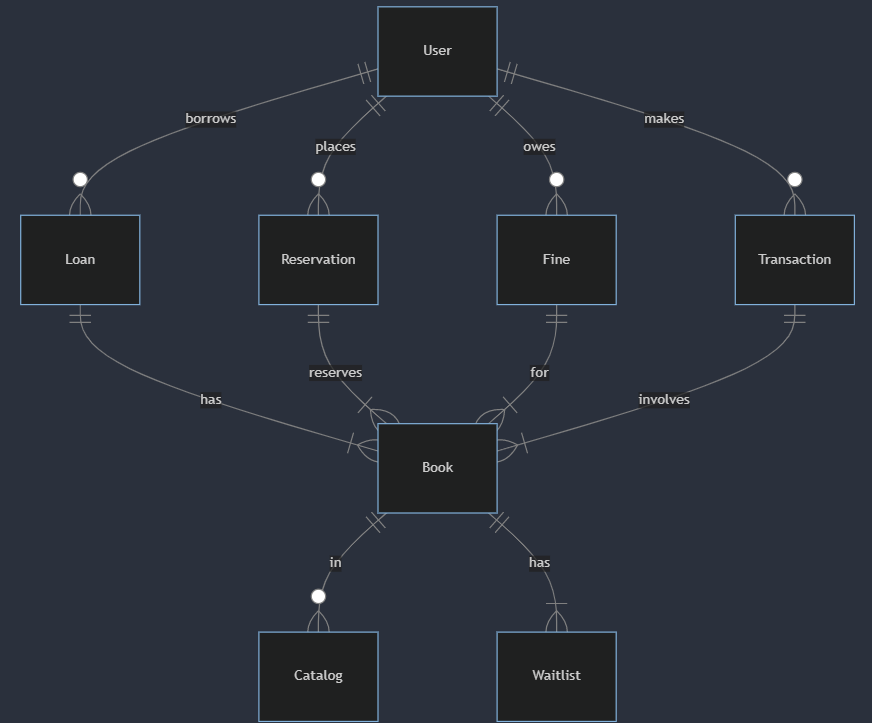 User
borrows
makes
places
owes
Loan
Reservation
Fine
Transaction
reserves
for
has
involves
Book
in
has
Catalog
Waitlist